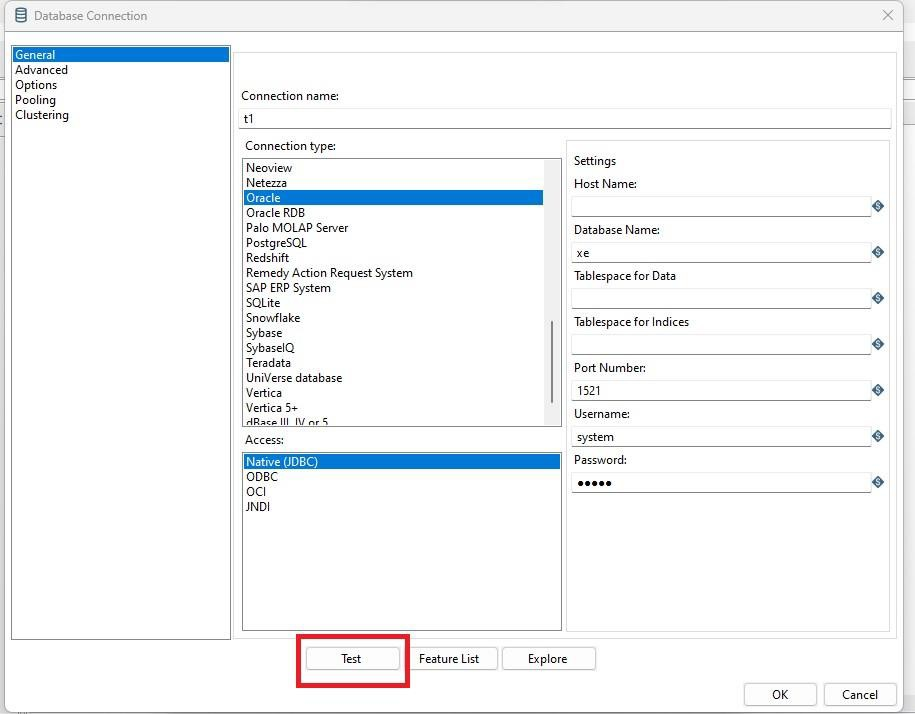 Database Connection
General
Advanced
Options
Pooling
Clustering
Connection name:
t1
Connection type:
Neoview
Netezza
Oracle
Oracle RDB
Palo MOLAP Server
PostgreSQL
Redshift
Remedy Action Request System
SAP ERP System
SQLite
Snowflake
Sybase
SybaseIQ
Teradata
UniVerse database
Vertica
Vertica 5+
dBase III, IV or 5
Access:
Native (JDBC)
ODBC
OCI
JNDI
Settings
Host Name:
Database Name:
xe
Tablespace for Data
Tablespace for Indices
Port Number:
1521
Username:
system
Password:
●●●●●
Test
Feature List
Explore
OK
Cancel